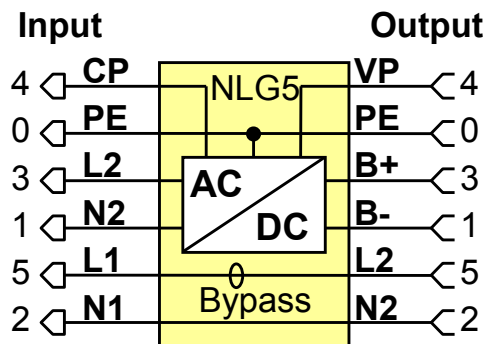 Input Output
4 CP NLG5 VP 4
0 PE PE 0
3 L2 AC B+ 3
1 N2 DC B- 1
5 L1 L2 5
Bypass
2 N1 N2 2